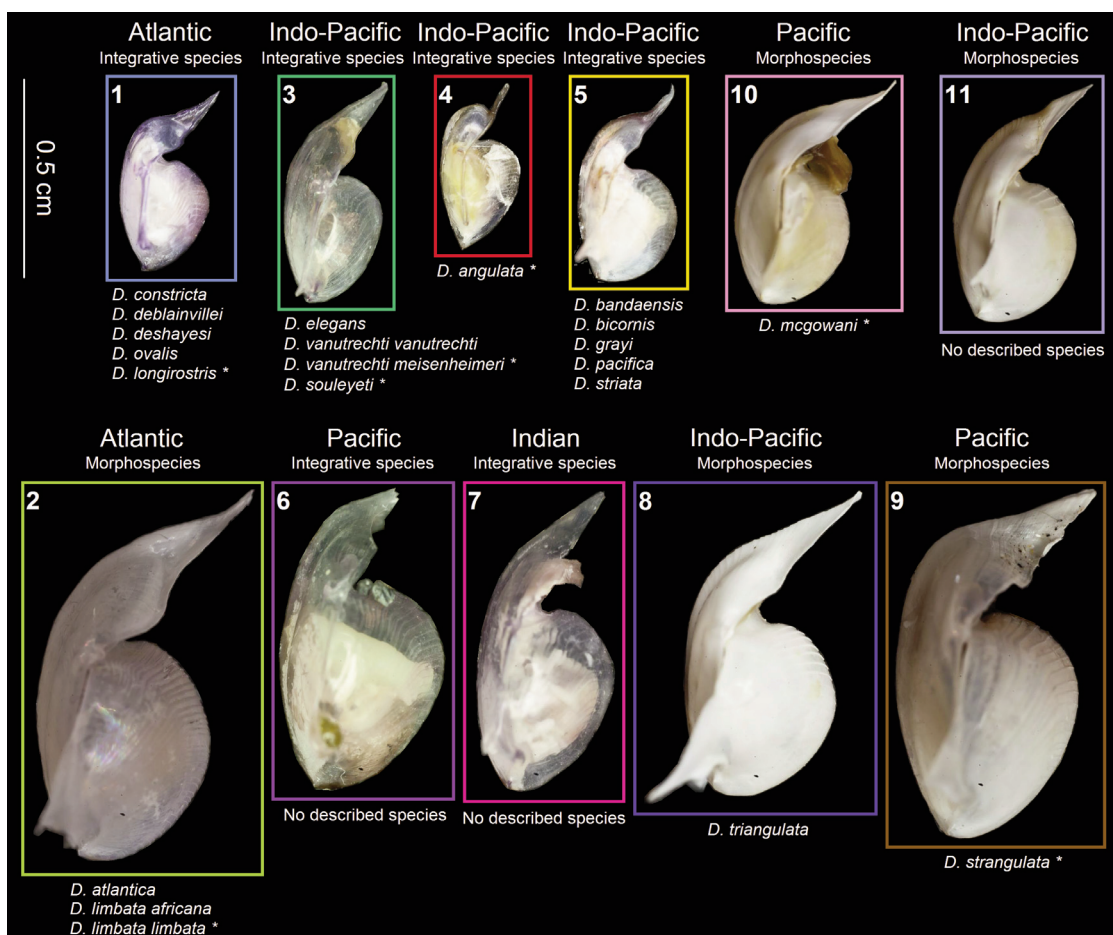 Atlantic
Integrative species
1
D. constricta
D. deblainvillei
D. deshayesi
D. ovalis
D. longirostris *
Indo-Pacific
Integrative species
3
D. elegans
D. vanutrechti vanutrechti
D. vanutrechti meisenheimeri *
D. souleyeti *
Indo-Pacific
Integrative species
4
D. angulata *
Indo-Pacific
Integrative species
5
D. bandaensis
D. bicornis
D. grayi
D. pacifica
D. striata
Pacific
Morphospecies
10
D. mcgowani *
Indo-Pacific
Morphospecies
11
No described species
0.5 cm
Atlantic
Morphospecies
2
D. atlantica
D. limbata africana
D. limbata limbata *
Pacific
Integrative species
6
No described species
Indian
Integrative species
7
No described species
Indo-Pacific
Morphospecies
8
D. triangulata
Pacific
Morphospecies
9
D. strangulata *